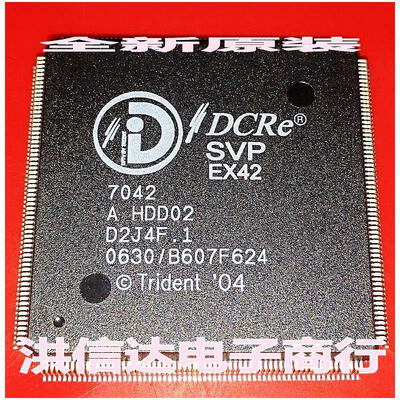 全新原装
DCRe®
SVP
EX42
7042
A HDD02
D2J4F.1
0630/B607F624
© Trident '04
洪信达电子商行